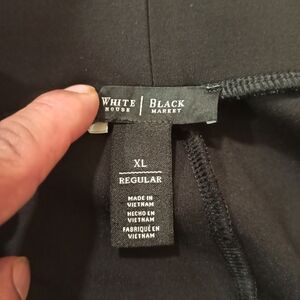 WHITE | BLACK
HOUSE | MARKET
XL
REGULAR
MADE IN
VIETNAM
HECHO EN
VIETNAM
FABRIQUÉ EN
VIETNAM